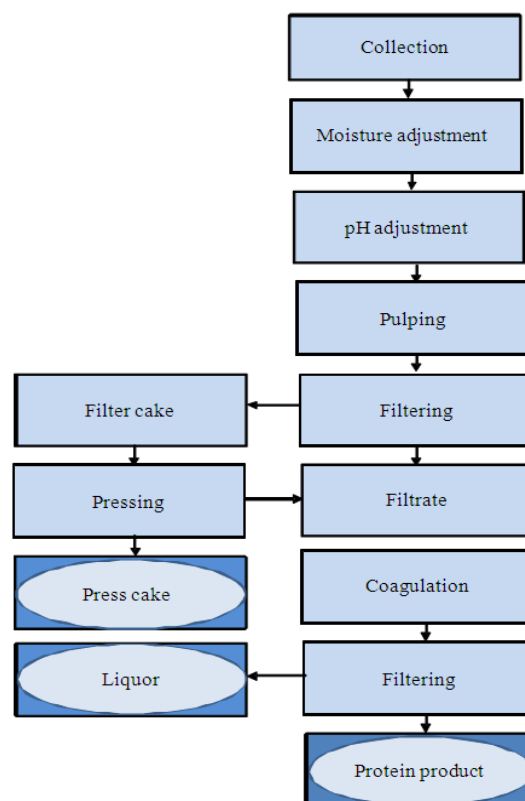 Collection
Moisture adjustment
pH adjustment
Pulping
Filter cake
Filtering
Pressing
Filtrate
Press cake
Coagulation
Liquor
Filtering
Protein product